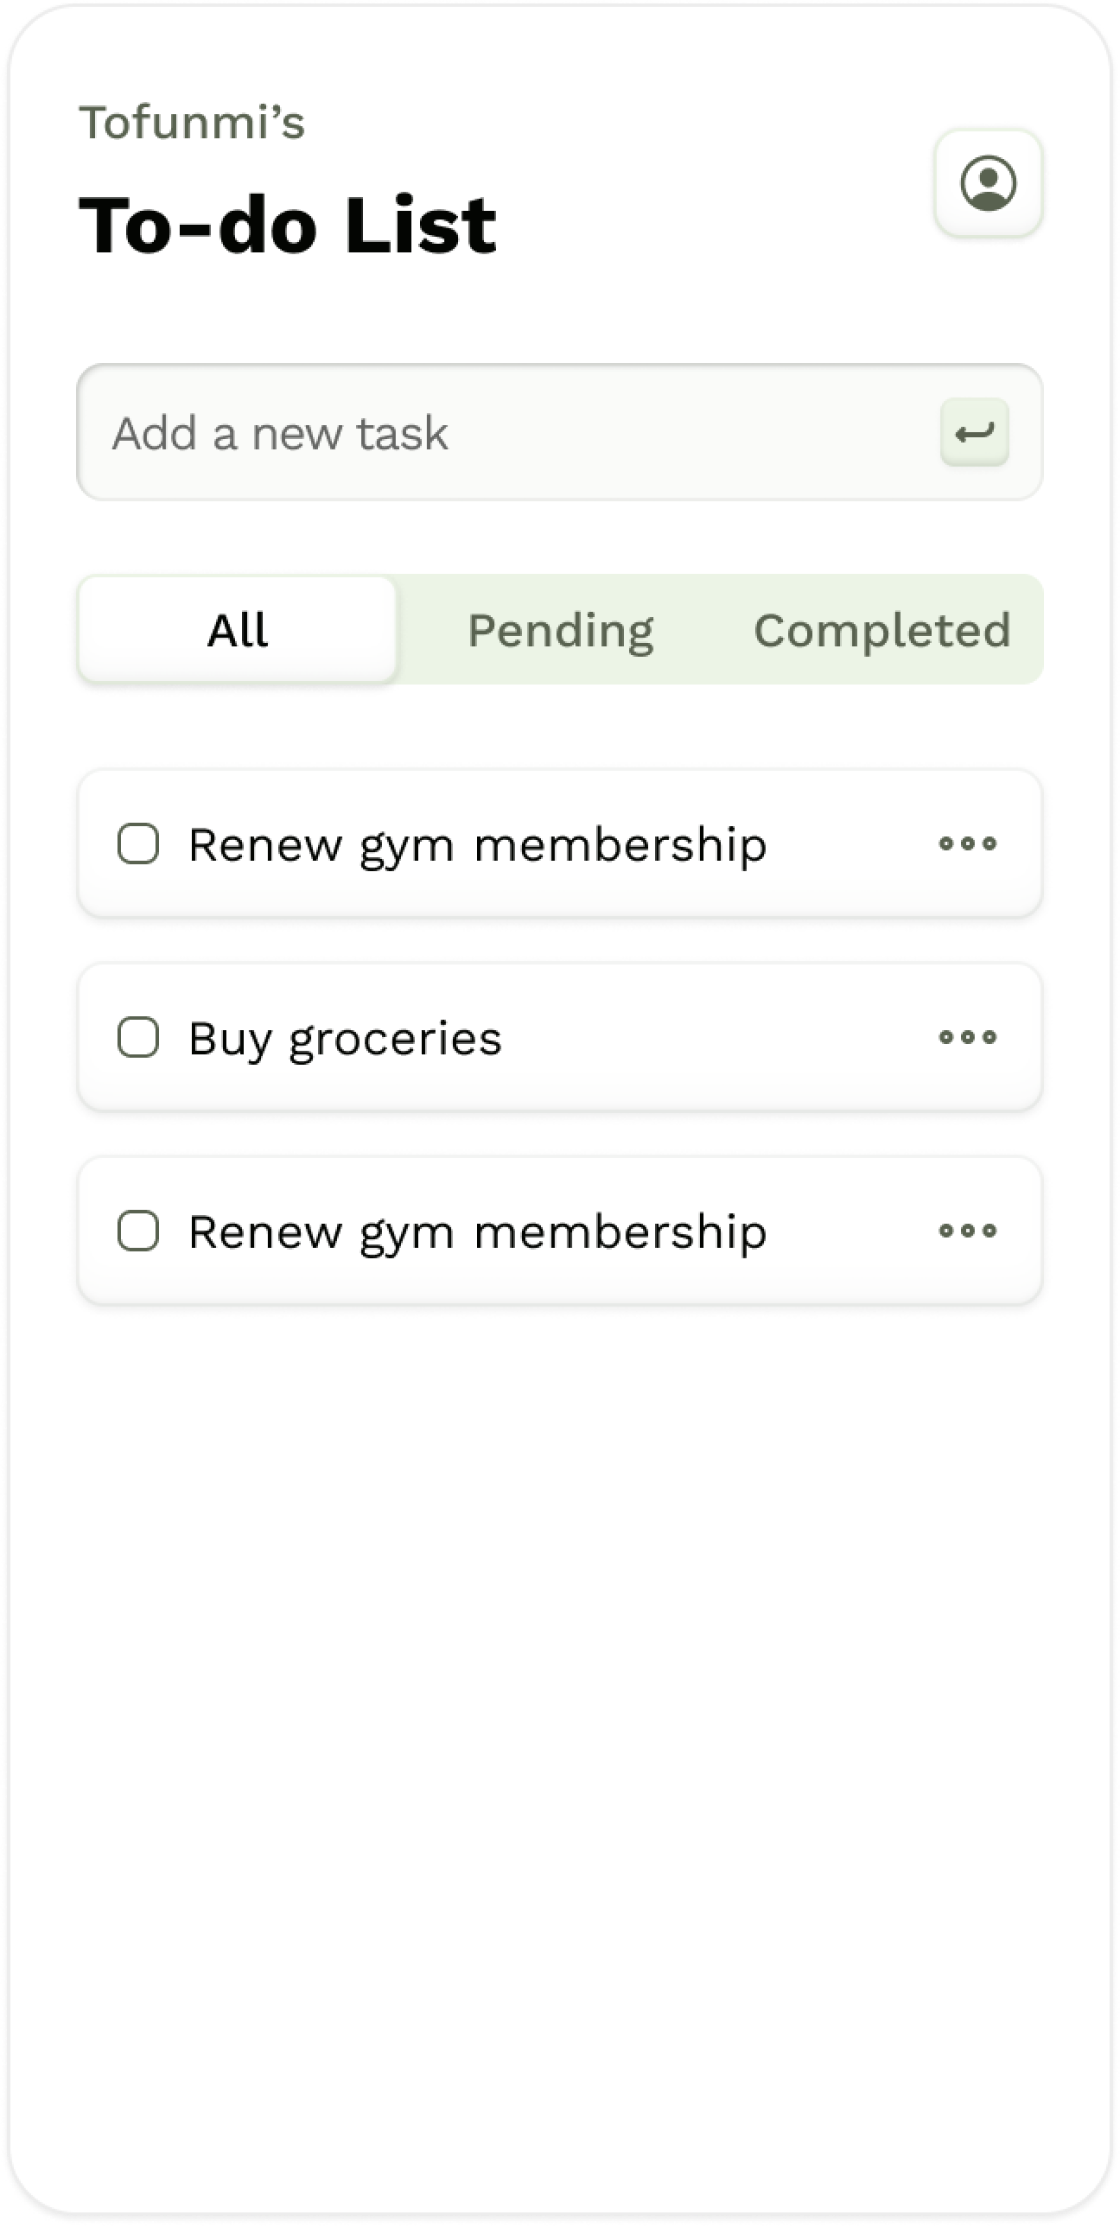 Tofunmi’s
To-do List
Add a new task
All Pending Completed
Renew gym membership
Buy groceries
Renew gym membership